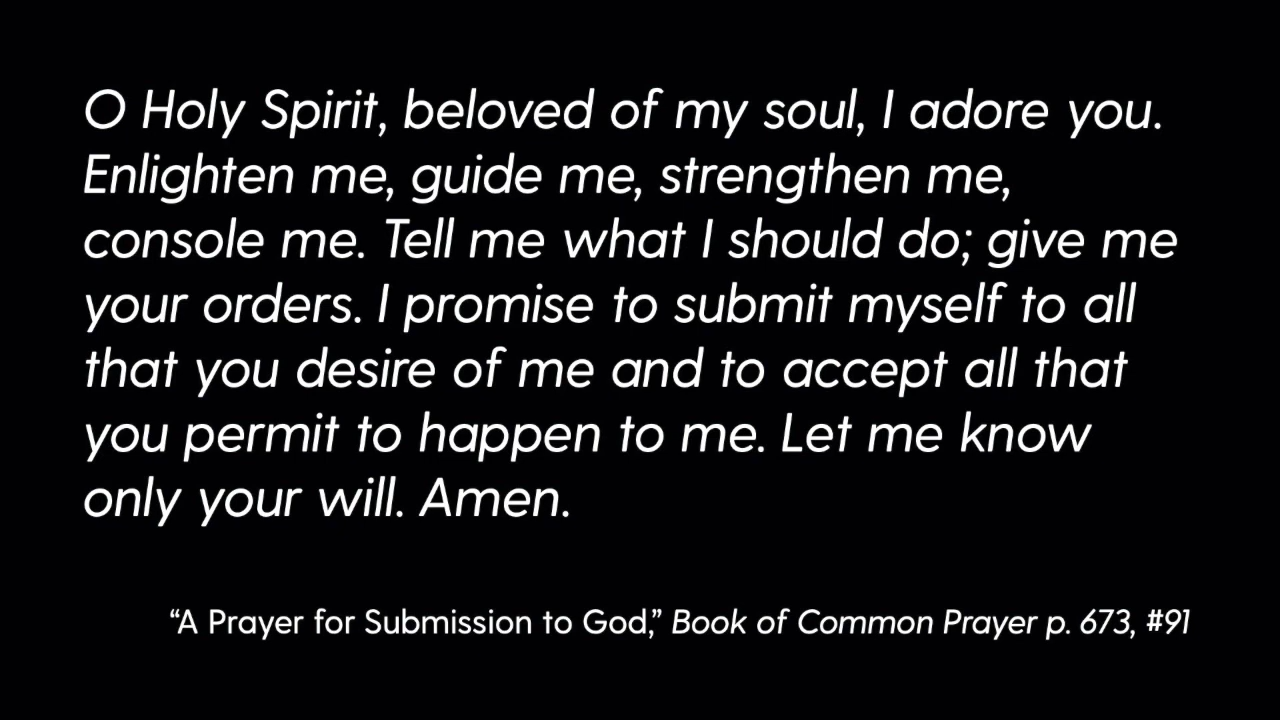 O Holy Spirit, beloved of my soul, I adore you.
Enlighten me, guide me, strengthen me,
console me. Tell me what I should do; give me
your orders. I promise to submit myself to all
that you desire of me and to accept all that
you permit to happen to me. Let me know
only your will. Amen.
“A Prayer for Submission to God,” Book of Common Prayer p. 673, #91